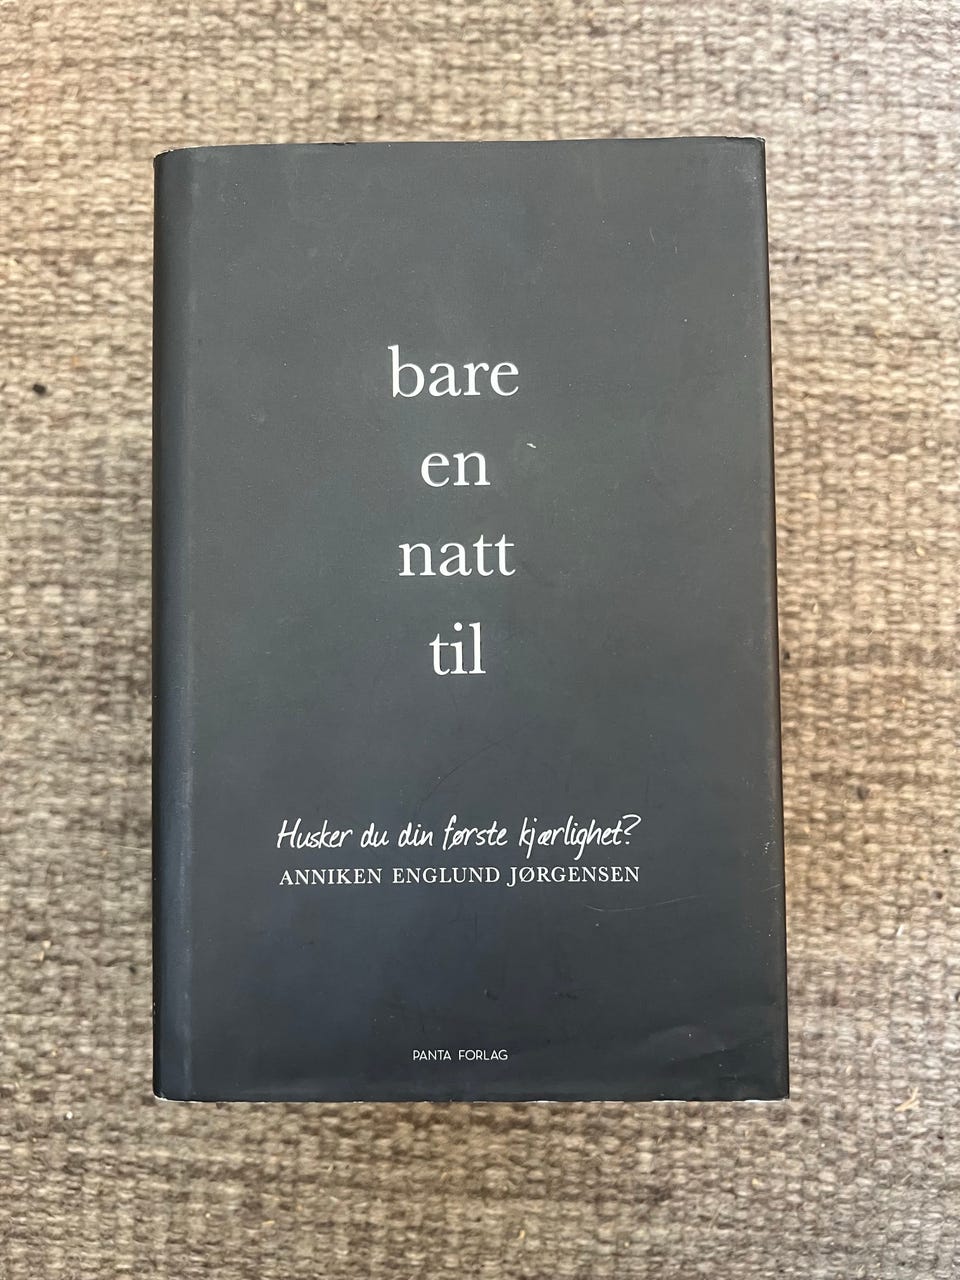 bare
en
natt
til
Husker du din første kjærlighet?
ANNIKEN ENGLUND JØRGENSEN
PANTA FORLAG